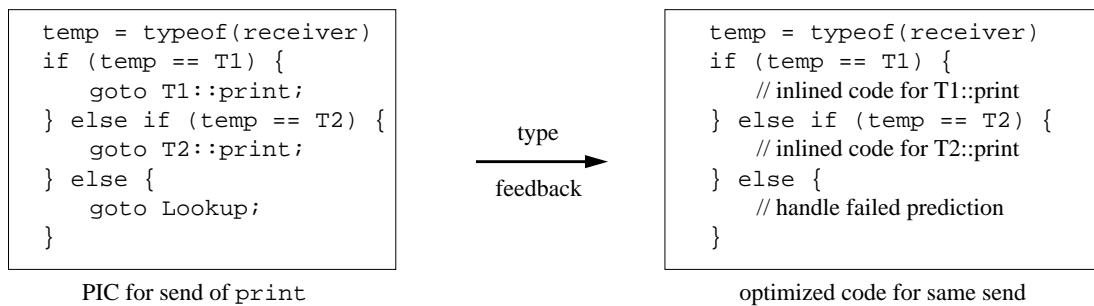 temp = typeof(receiver)
if (temp == T1) {
goto T1::print;
} else if (temp == T2) {
goto T2::print;
} else {
goto Lookup;
}
PIC for send of print
type
feedback
temp = typeof(receiver)
if (temp == T1) {
// inlined code for T1::print
} else if (temp == T2) {
// inlined code for T2::print
} else {
// handle failed prediction
}
optimized code for same send